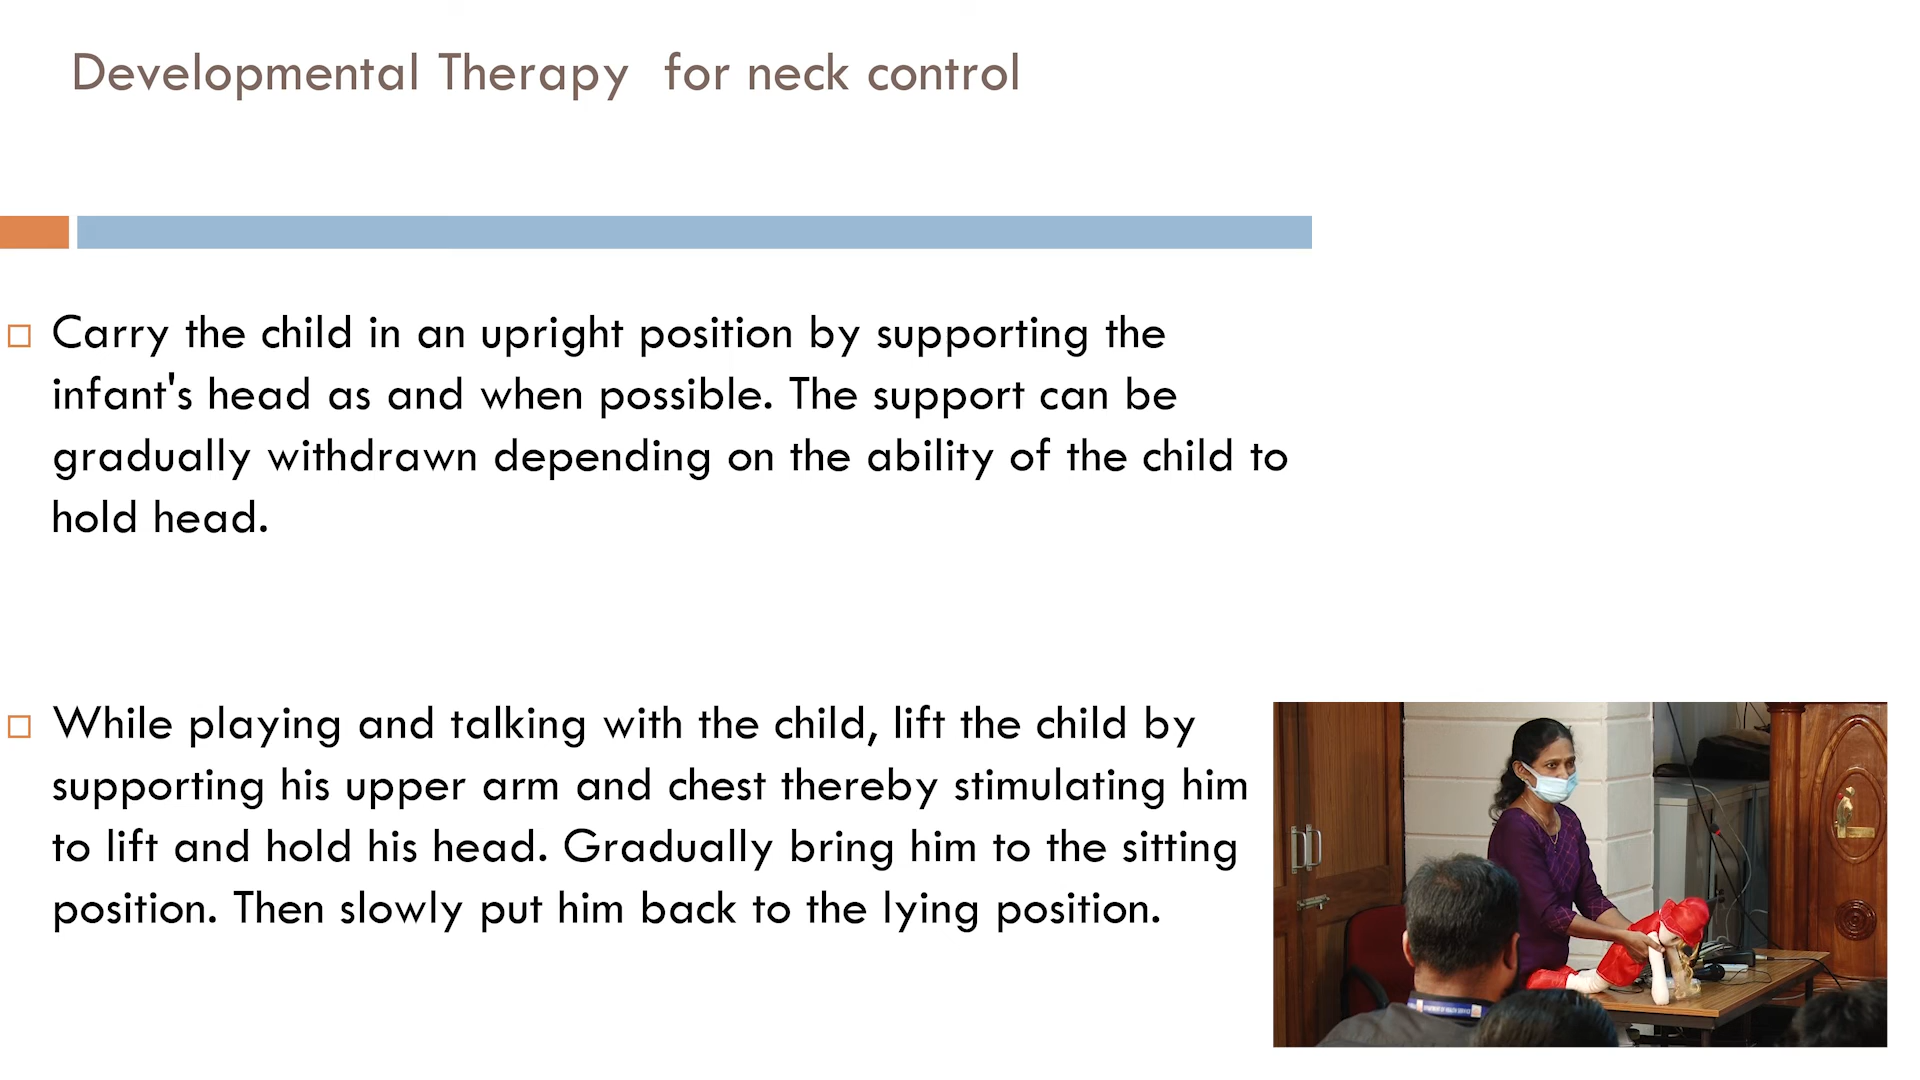 Developmental Therapy for neck control
Carry the child in an upright position by supporting the
infant's head as and when possible. The support can be
gradually withdrawn depending on the ability of the child to
hold head.
While playing and talking with the child, lift the child by
supporting his upper arm and chest thereby stimulating him
to lift and hold his head. Gradually bring him to the sitting
position. Then slowly put him back to the lying position.